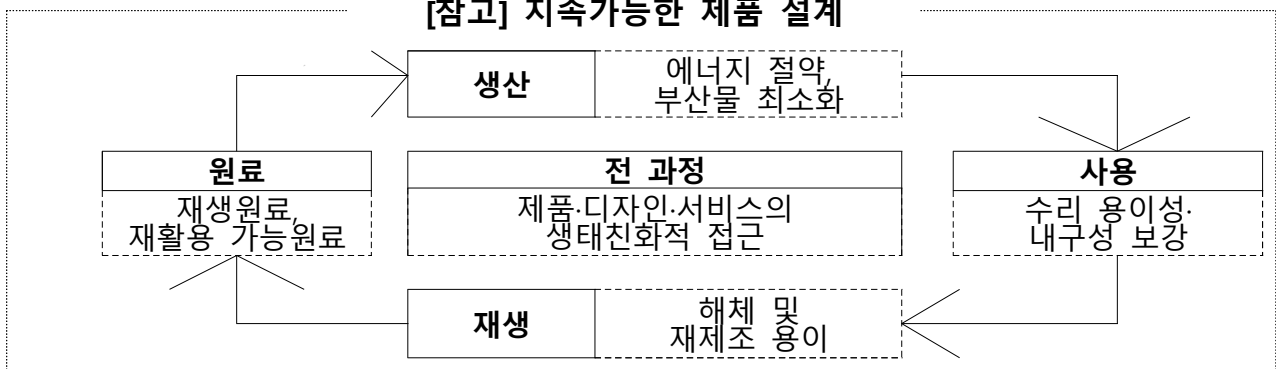 [참고] 지속가능한 제품 설계
생산
에너지 절약,
부산물 최소화
원료
재생원료,
재활용 가능원료
전 과정
제품·디자인·서비스의
생태친화적 접근
사용
수리 용이성·
내구성 보강
재생
해체 및
재제조 용이